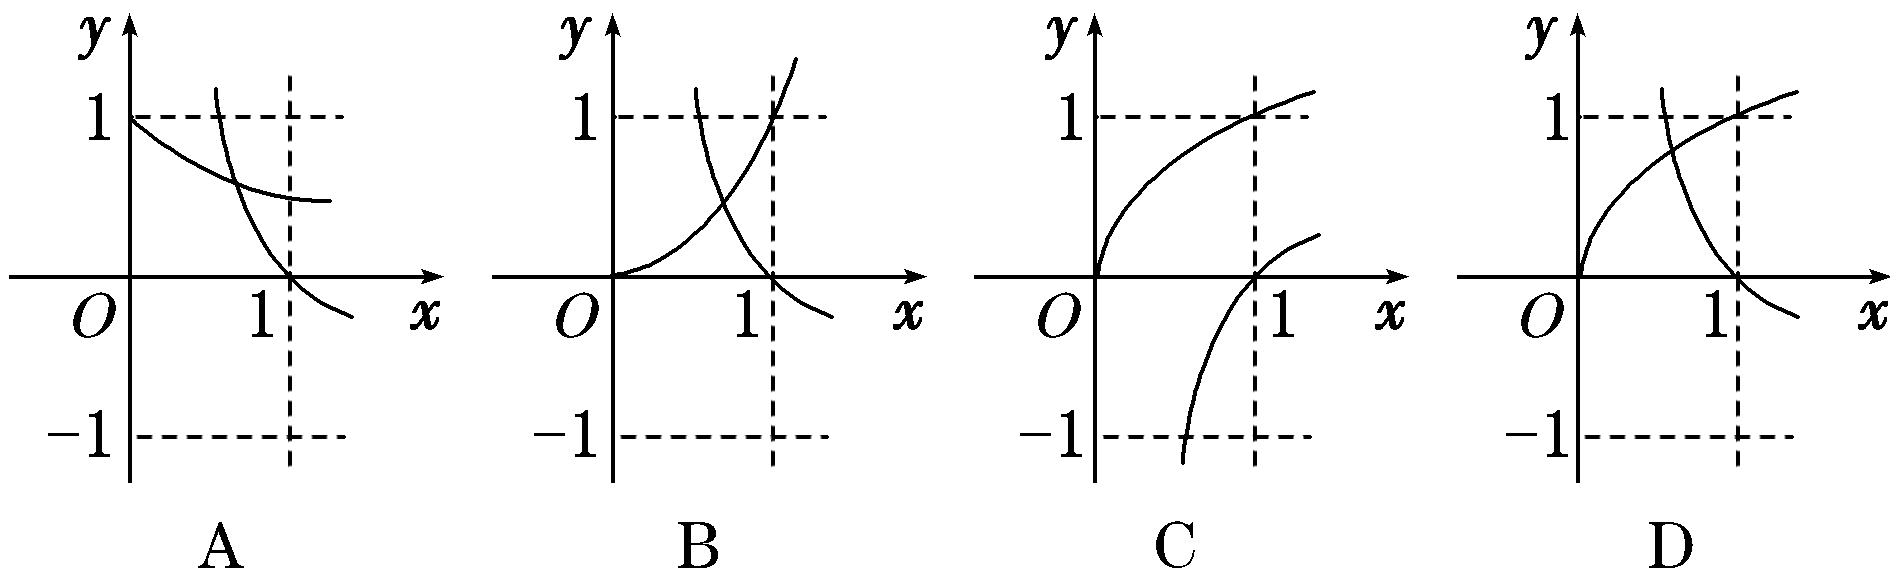 y y y y
1 1 1 1
O 1 x O 1 x O 1 x O 1 x
−1 −1 −1 −1
A B C D